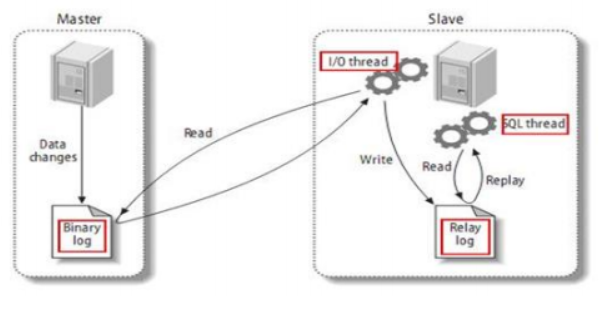 Master
Slave
I/O thread
SQL thread
Data
changes
Read
Write
Read
Replay
Binary
log
Relay
log